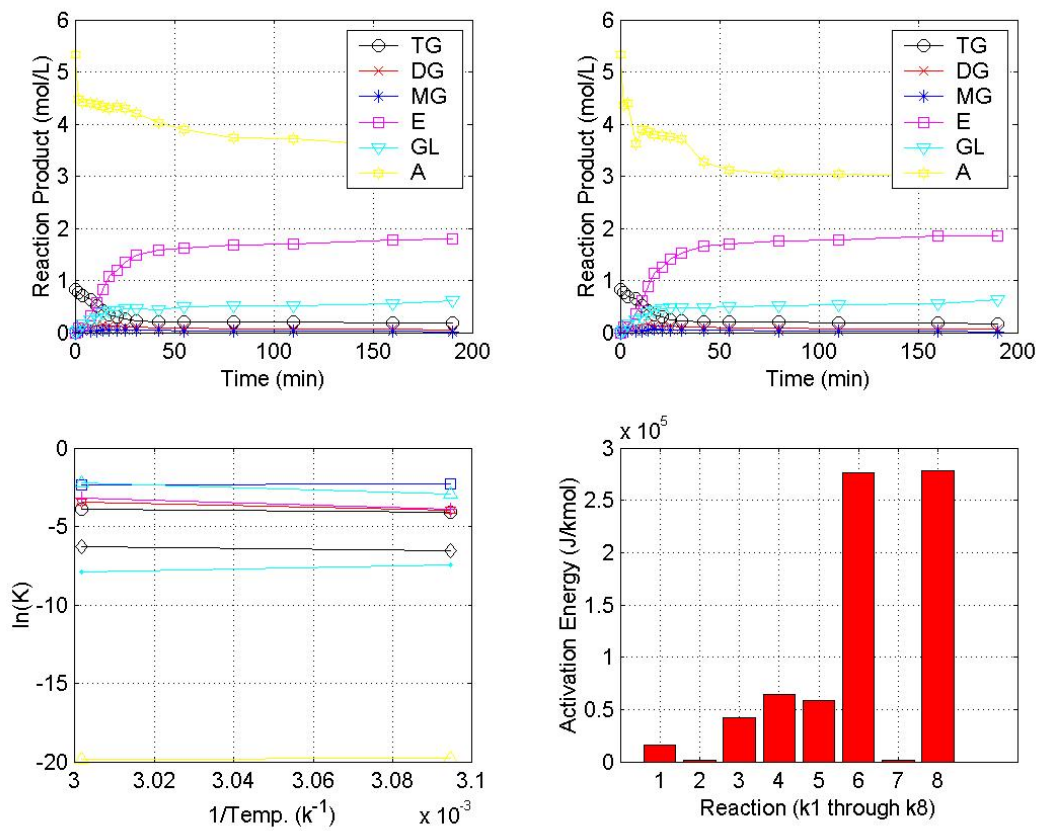 6
5
4
3
2
1
0
0
50
100
150
200
Reaction Product (mol/L)
Time (min)
TG
DG
MG
E
GL
A
6
5
4
3
2
1
0
0
50
100
150
200
Reaction Product (mol/L)
Time (min)
TG
DG
MG
E
GL
A
0
-5
-10
-15
-20
3
3.02
3.04
3.06
3.08
3.1
ln(K)
1/Temp. (k⁻¹)
x 10⁻³
x 10⁵
3
2.5
2
1.5
1
0.5
0
1 2 3 4 5 6 7 8
Activation Energy (J/kmol)
Reaction (k1 through k8)